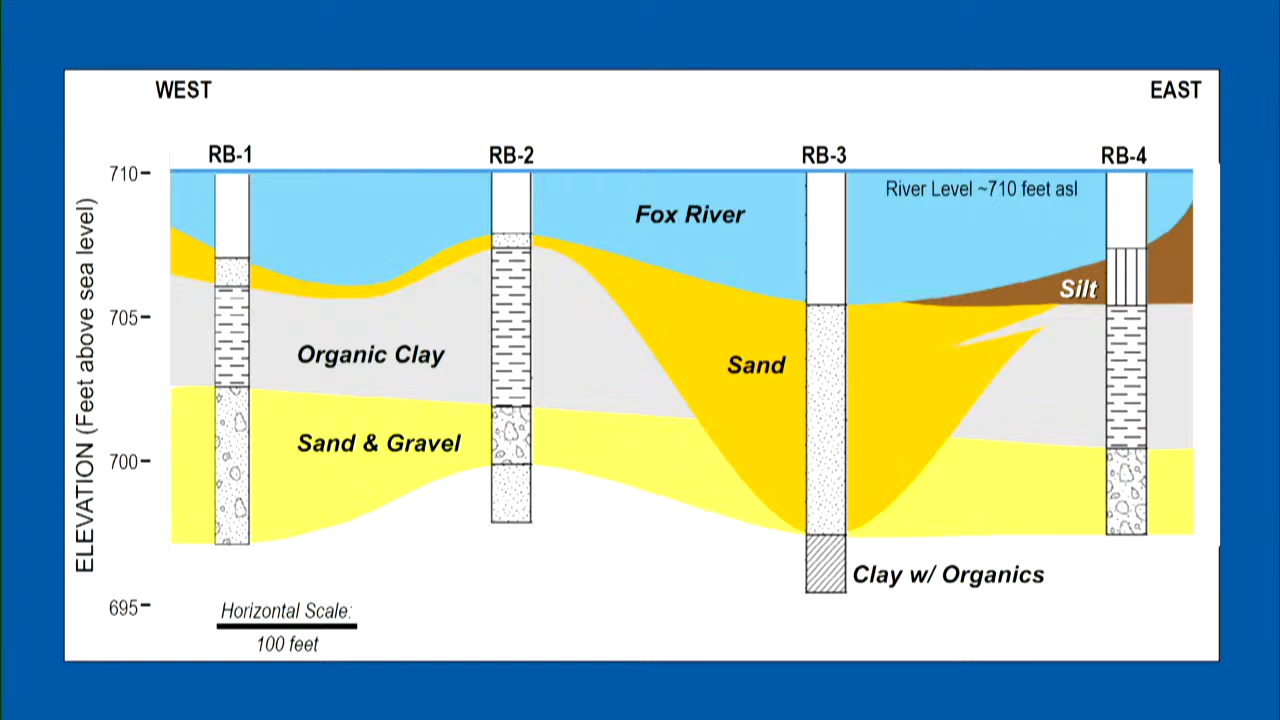 WEST
EAST
RB-1
RB-2
RB-3
RB-4
710
River Level ~710 feet asl
Fox River
Silt
705
Organic Clay
Sand
Sand & Gravel
700
ELEVATION (Feet above sea level)
Clay w/ Organics
695
Horizontal Scale:
100 feet